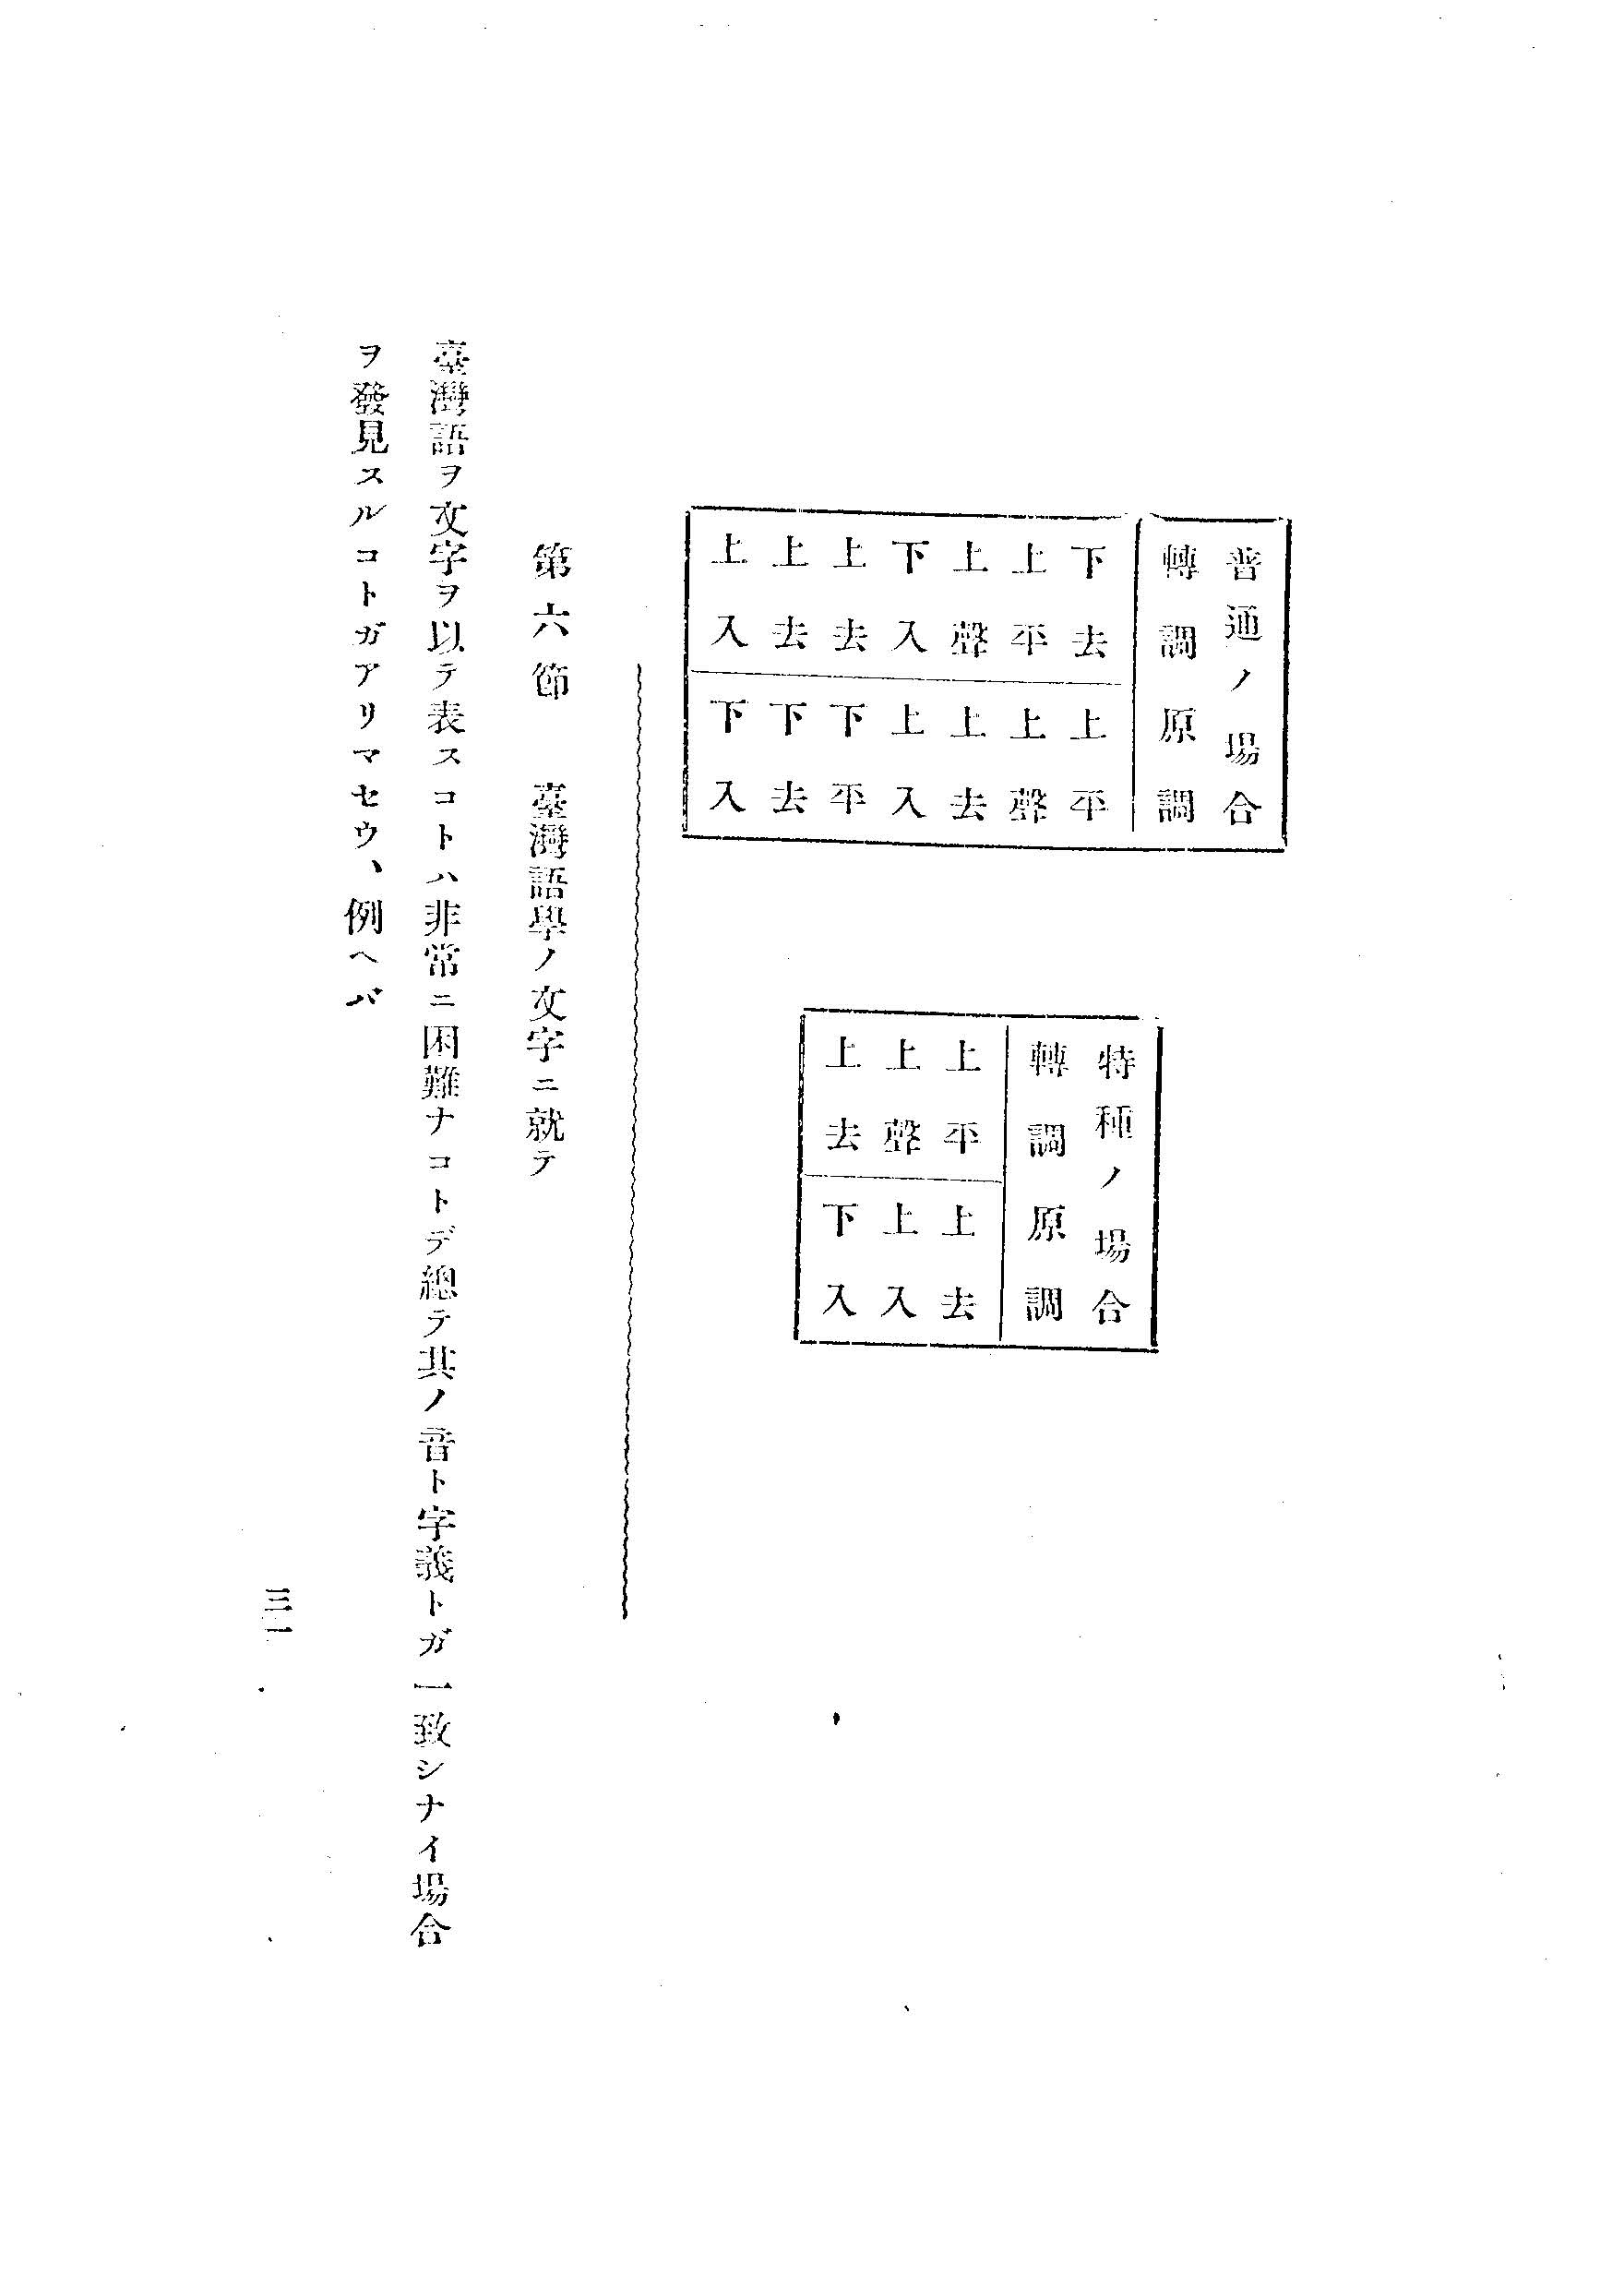 普通ノ場合
轉調原調
下去 上平
上平 上聲
上聲 上去
下入 上入
上去 下平
上去 下去
上入 下入
特種ノ場合
轉調原調
上平 上去
上聲 上入
上去 下入
第六節 臺灣語學ノ文字ニ就テ
臺灣語ヲ文字ヲ以テ表スコトハ非常ニ困難ナコトデ總テ其ノ音ト字義トガ一致シナイ場合
ヲ發見スルコトガアリマセウ、例ヘバ
三一